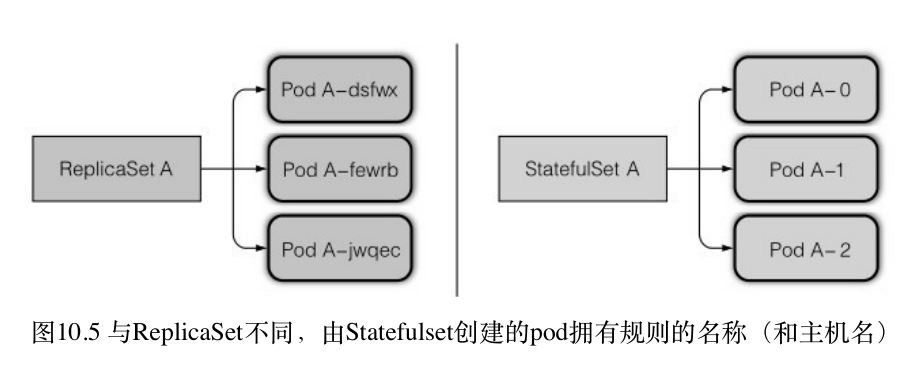 ReplicaSet A
Pod A-dsfwx
Pod A-fewrb
Pod A-jwqec
StatefulSet A
Pod A-0
Pod A-1
Pod A-2
图10.5 与ReplicaSet不同，由Statefulset创建的pod拥有规则的名称（和主机名）